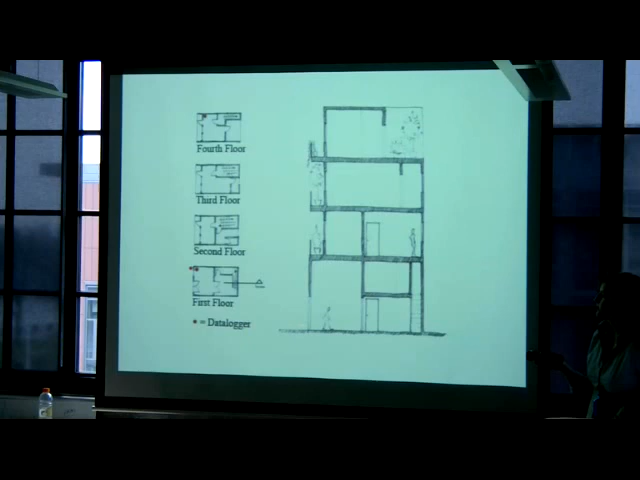 Fourth Floor
Third Floor
Second Floor
First Floor
= Datalogger